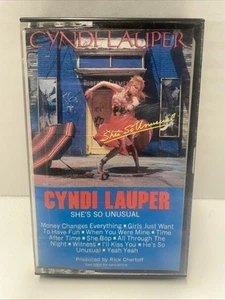 CYNDI LAUPER
She's So Unusual
CYNDI LAUPER
SHE'S SO UNUSUAL
Money Changes Everything • Girls Just Want
To Have Fun • When You Were Mine • Time
After Time • She Bop • All Through The
Night • Witness • I'll Kiss You • He's So
Unusual • Yeah Yeah
Produced by Rick Chertoff